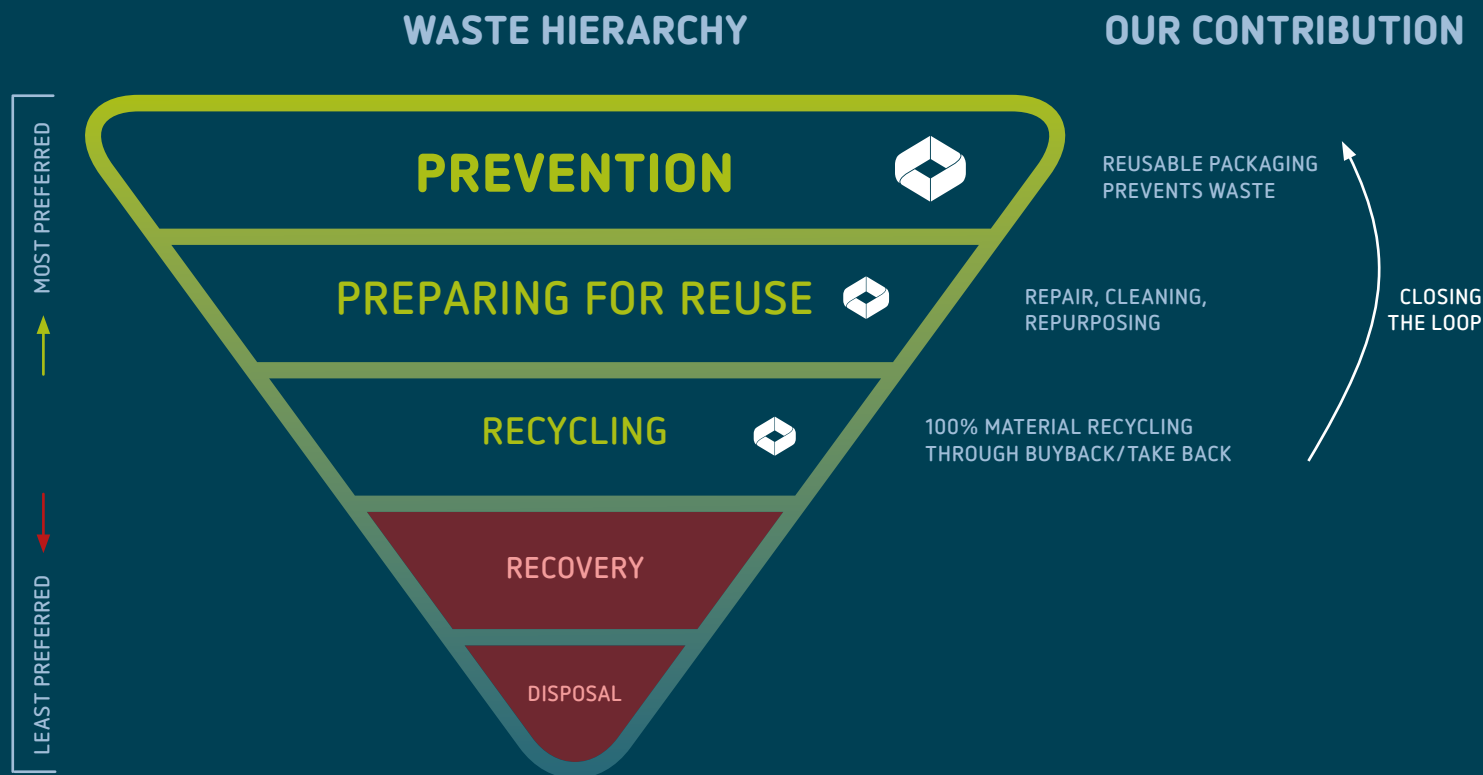 WASTE HIERARCHY
OUR CONTRIBUTION
MOST PREFERRED
LEAST PREFERRED
PREVENTION
REUSABLE PACKAGING
PREVENTS WASTE
PREPARING FOR REUSE
REPAIR, CLEANING,
REPURPOSING
CLOSING
THE LOOP
RECYCLING
100% MATERIAL RECYCLING
THROUGH BUYBACK/TAKE BACK
RECOVERY
DISPOSAL